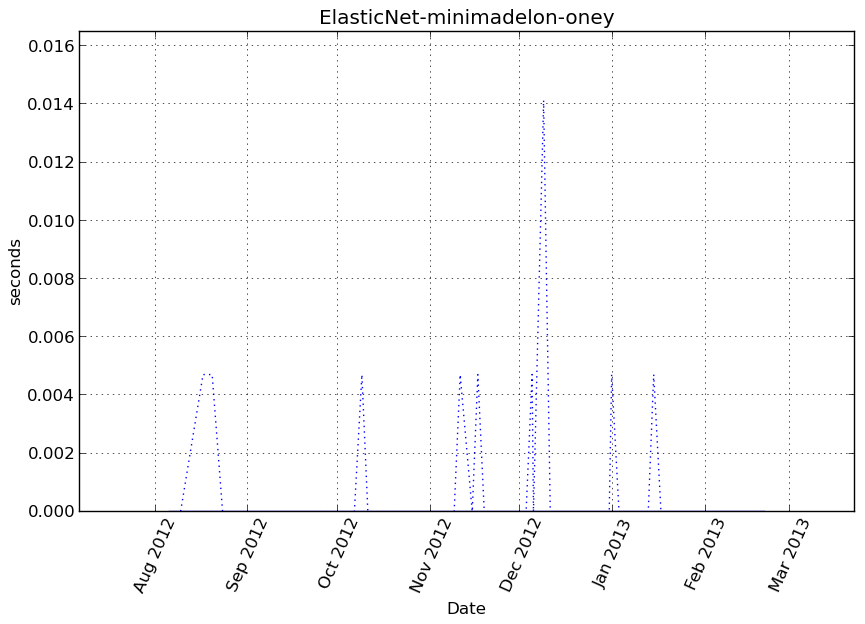 ElasticNet-minimadelon-oney
0.016
0.014
0.012
0.010
0.008
0.006
0.004
0.002
0.000
seconds
Aug 2012
Sep 2012
Oct 2012
Nov 2012
Dec 2012
Jan 2013
Feb 2013
Mar 2013
Date